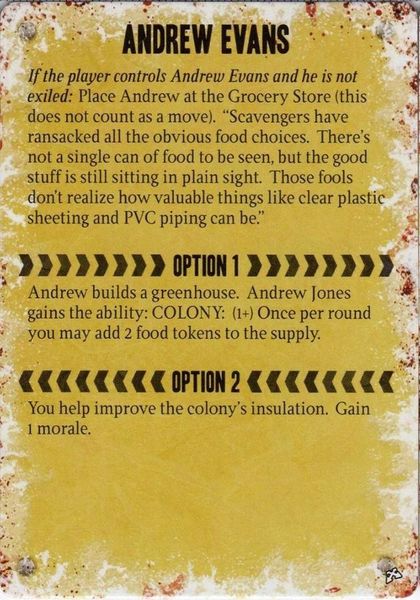 ANDREW EVANS
If the player controls Andrew Evans and he is not
exiled: Place Andrew at the Grocery Store (this
does not count as a move). “Scavengers have
ransacked all the obvious food choices. There’s
not a single can of food to be seen, but the good
stuff is still sitting in plain sight. Those fools
don’t realize how valuable things like clear plastic
sheeting and PVC piping can be.”
OPTION 1
Andrew builds a greenhouse. Andrew Jones
gains the ability: COLONY: (1+) Once per round
you may add 2 food tokens to the supply.
OPTION 2
You help improve the colony’s insulation. Gain
1 morale.